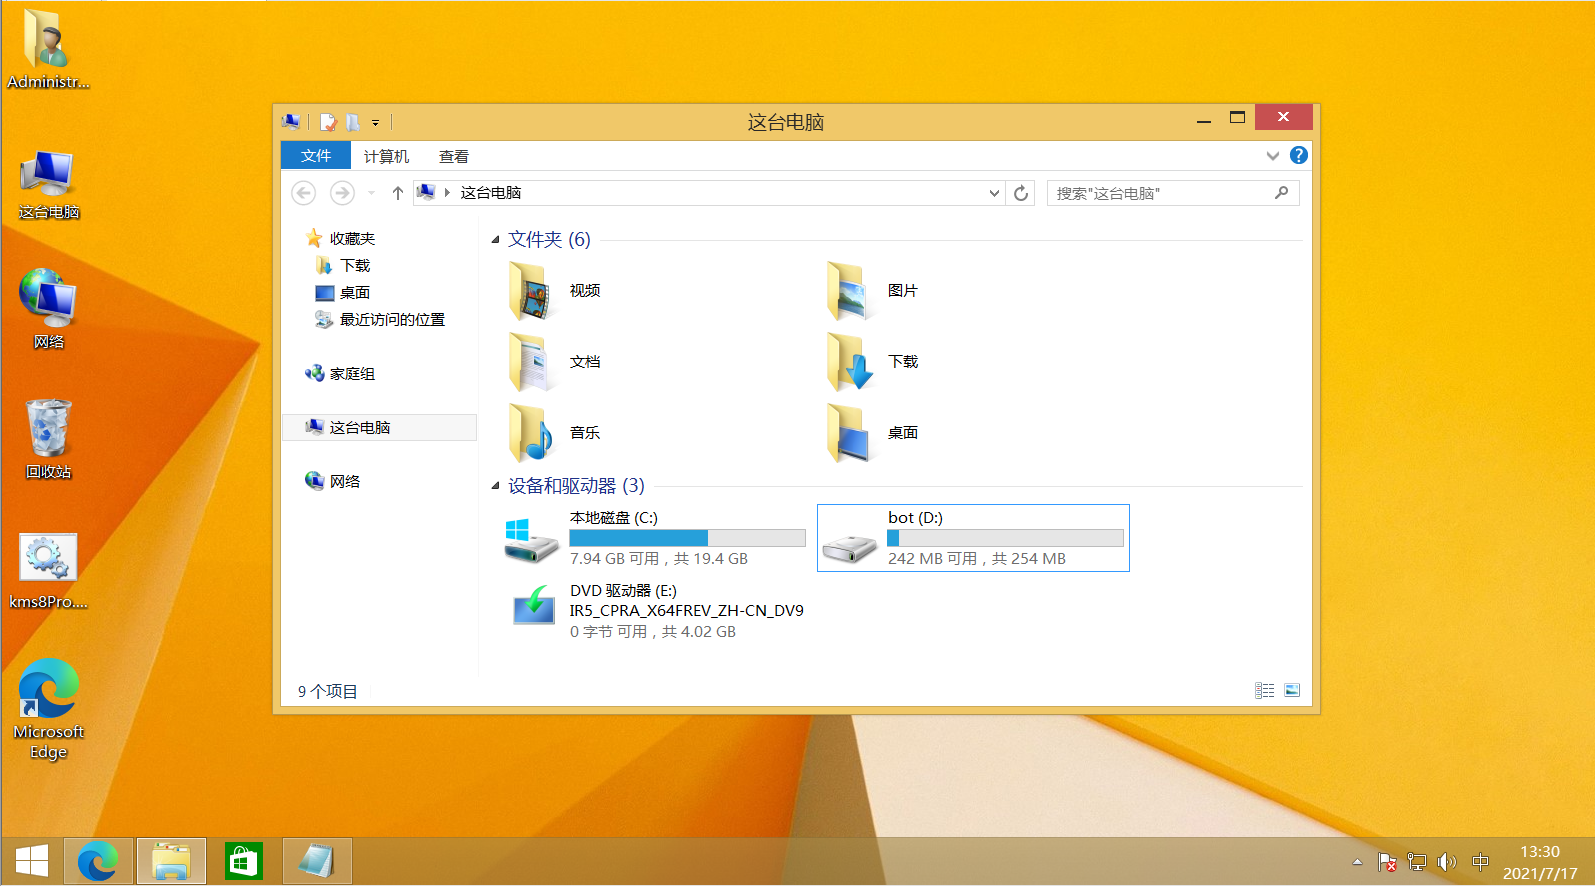 Administr...
这台电脑
网络
回收站
kms8Pro....
Microsoft
Edge
这台电脑
文件
计算机
查看
这台电脑
搜索"这台电脑"
收藏夹
下载
桌面
最近访问的位置
家庭组
这台电脑
网络
文件夹 (6)
视频
图片
文档
下载
音乐
桌面
设备和驱动器 (3)
本地磁盘 (C:)
7.94 GB 可用，共 19.4 GB
bot (D:)
242 MB 可用，共 254 MB
DVD 驱动器 (E:)
IR5_CPRA_X64FREV_ZH-CN_DV9
0 字节 可用，共 4.02 GB
9 个项目
中
13:30
2021/7/17